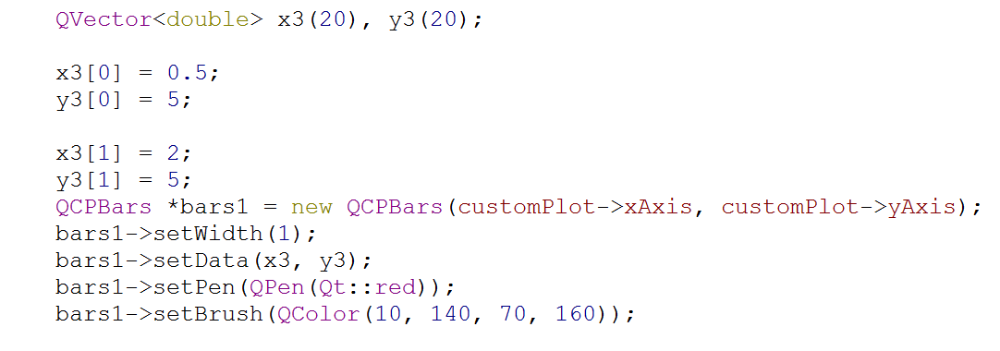 QVector<double> x3(20), y3(20);
x3[0] = 0.5;
y3[0] = 5;
x3[1] = 2;
y3[1] = 5;
QCPBars *bars1 = new QCPBars(customPlot->xAxis, customPlot->yAxis);
bars1->setWidth(1);
bars1->setData(x3, y3);
bars1->setPen(QPen(Qt::red));
bars1->setBrush(QColor(10, 140, 70, 160));